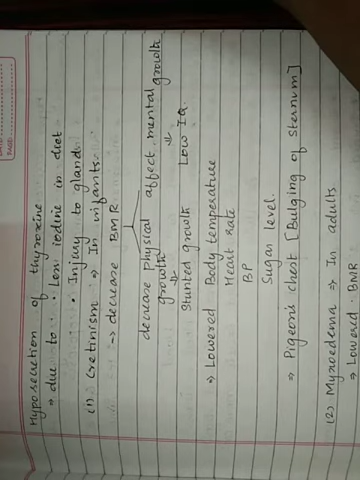 PAGE:
DATE:
Hyposecretion of thyroxine
⇒ due to : • Low iodine in diet
• Injury to gland.
(1) Cretinism ⇒ In infants.
→ decrease BMR
decrease physical growth affect mental growth
⇓ ⇓
Stunted growth Low IQ.
⇒ Lowered Body temperature
Heart Rate
BP
Sugar level.
⇒ Pigeon's chest [Bulging of sternum]
(2) Myxoedema ⇒ In adults
⇒ Lowered BMR